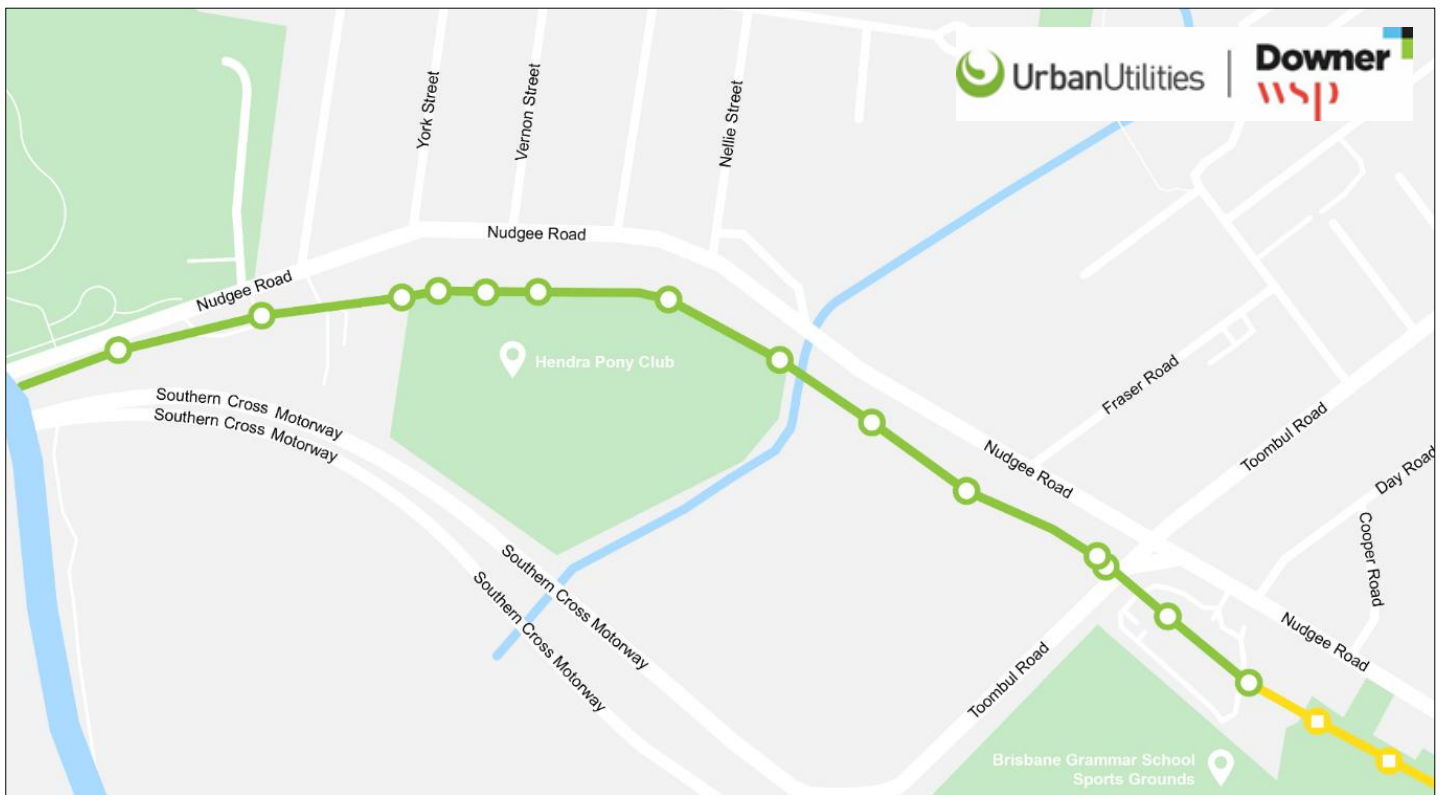 UrbanUtilities
Downer
wsp
York Street
Vernon Street
Nellie Street
Nudgee Road
Nudgee Road
Hendra Pony Club
Southern Cross Motorway
Southern Cross Motorway
Fraser Road
Toombul Road
Nudgee Road
Day Road
Cooper Road
Southern Cross Motorway
Southern Cross Motorway
Nudgee Road
Toombul Road
Brisbane Grammar School
Sports Grounds